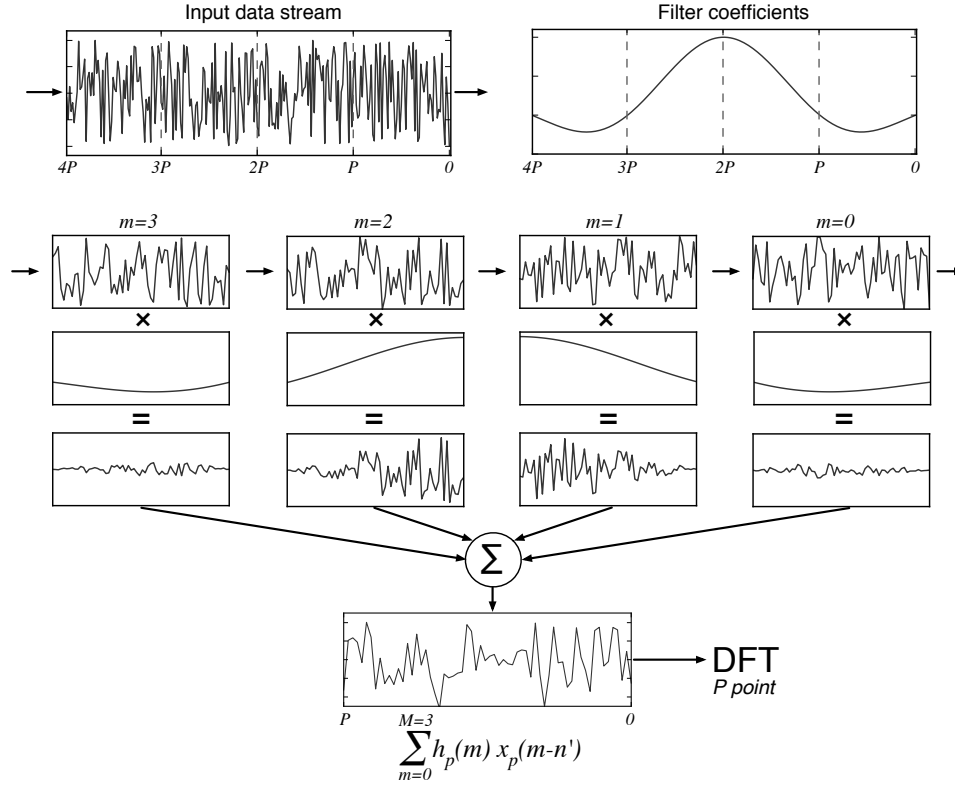 Input data stream
Filter coefficients
4P 3P 2P P 0
4P 3P 2P P 0
m=3 m=2 m=1 m=0
× × × ×
= = = =
Σ
DFT
P point
P 0
M=3
∑ h_p(m) x_p(m-n')
m=0